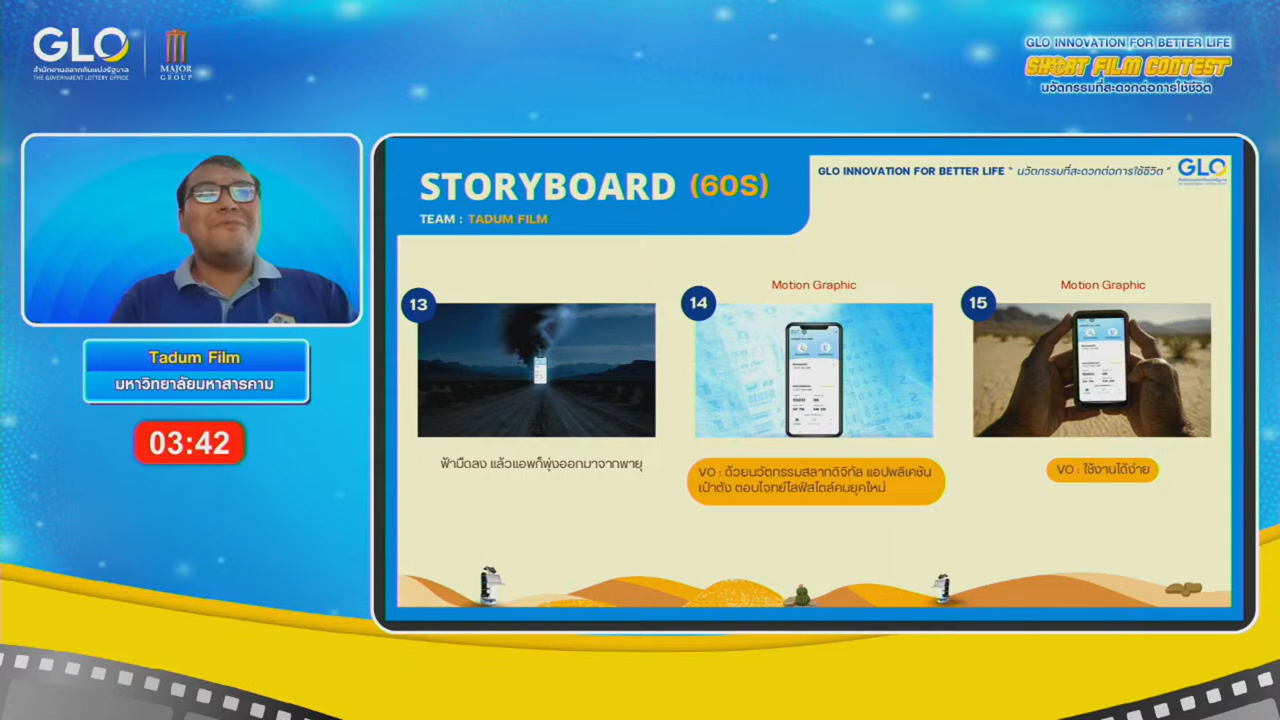 GLO
สำนักงานสลากกินแบ่งรัฐบาล
THE GOVERNMENT LOTTERY OFFICE
MAJOR
GROUP
GLO INNOVATION FOR BETTER LIFE
SHORT FILM CONTEST
นวัตกรรมที่สะดวกต่อการใช้ชีวิต
Tadum Film
มหาวิทยาลัยมหาสารคาม
03:42
STORYBOARD (60S)
TEAM : TADUM FILM
GLO INNOVATION FOR BETTER LIFE " นวัตกรรมที่สะดวกต่อการใช้ชีวิต "
GLO
13
ฟ้ามืดลง แล้วแอพก็พุ่งออกมาจากพายุ
Motion Graphic
14
VO : ด้วยนวัตกรรมสลากดิจิทัล แอปพลิเคชัน
เป๋าตัง ตอบโจทย์ไลฟ์สไตล์คนยุคใหม่
Motion Graphic
15
VO : ใช้งานได้ง่าย